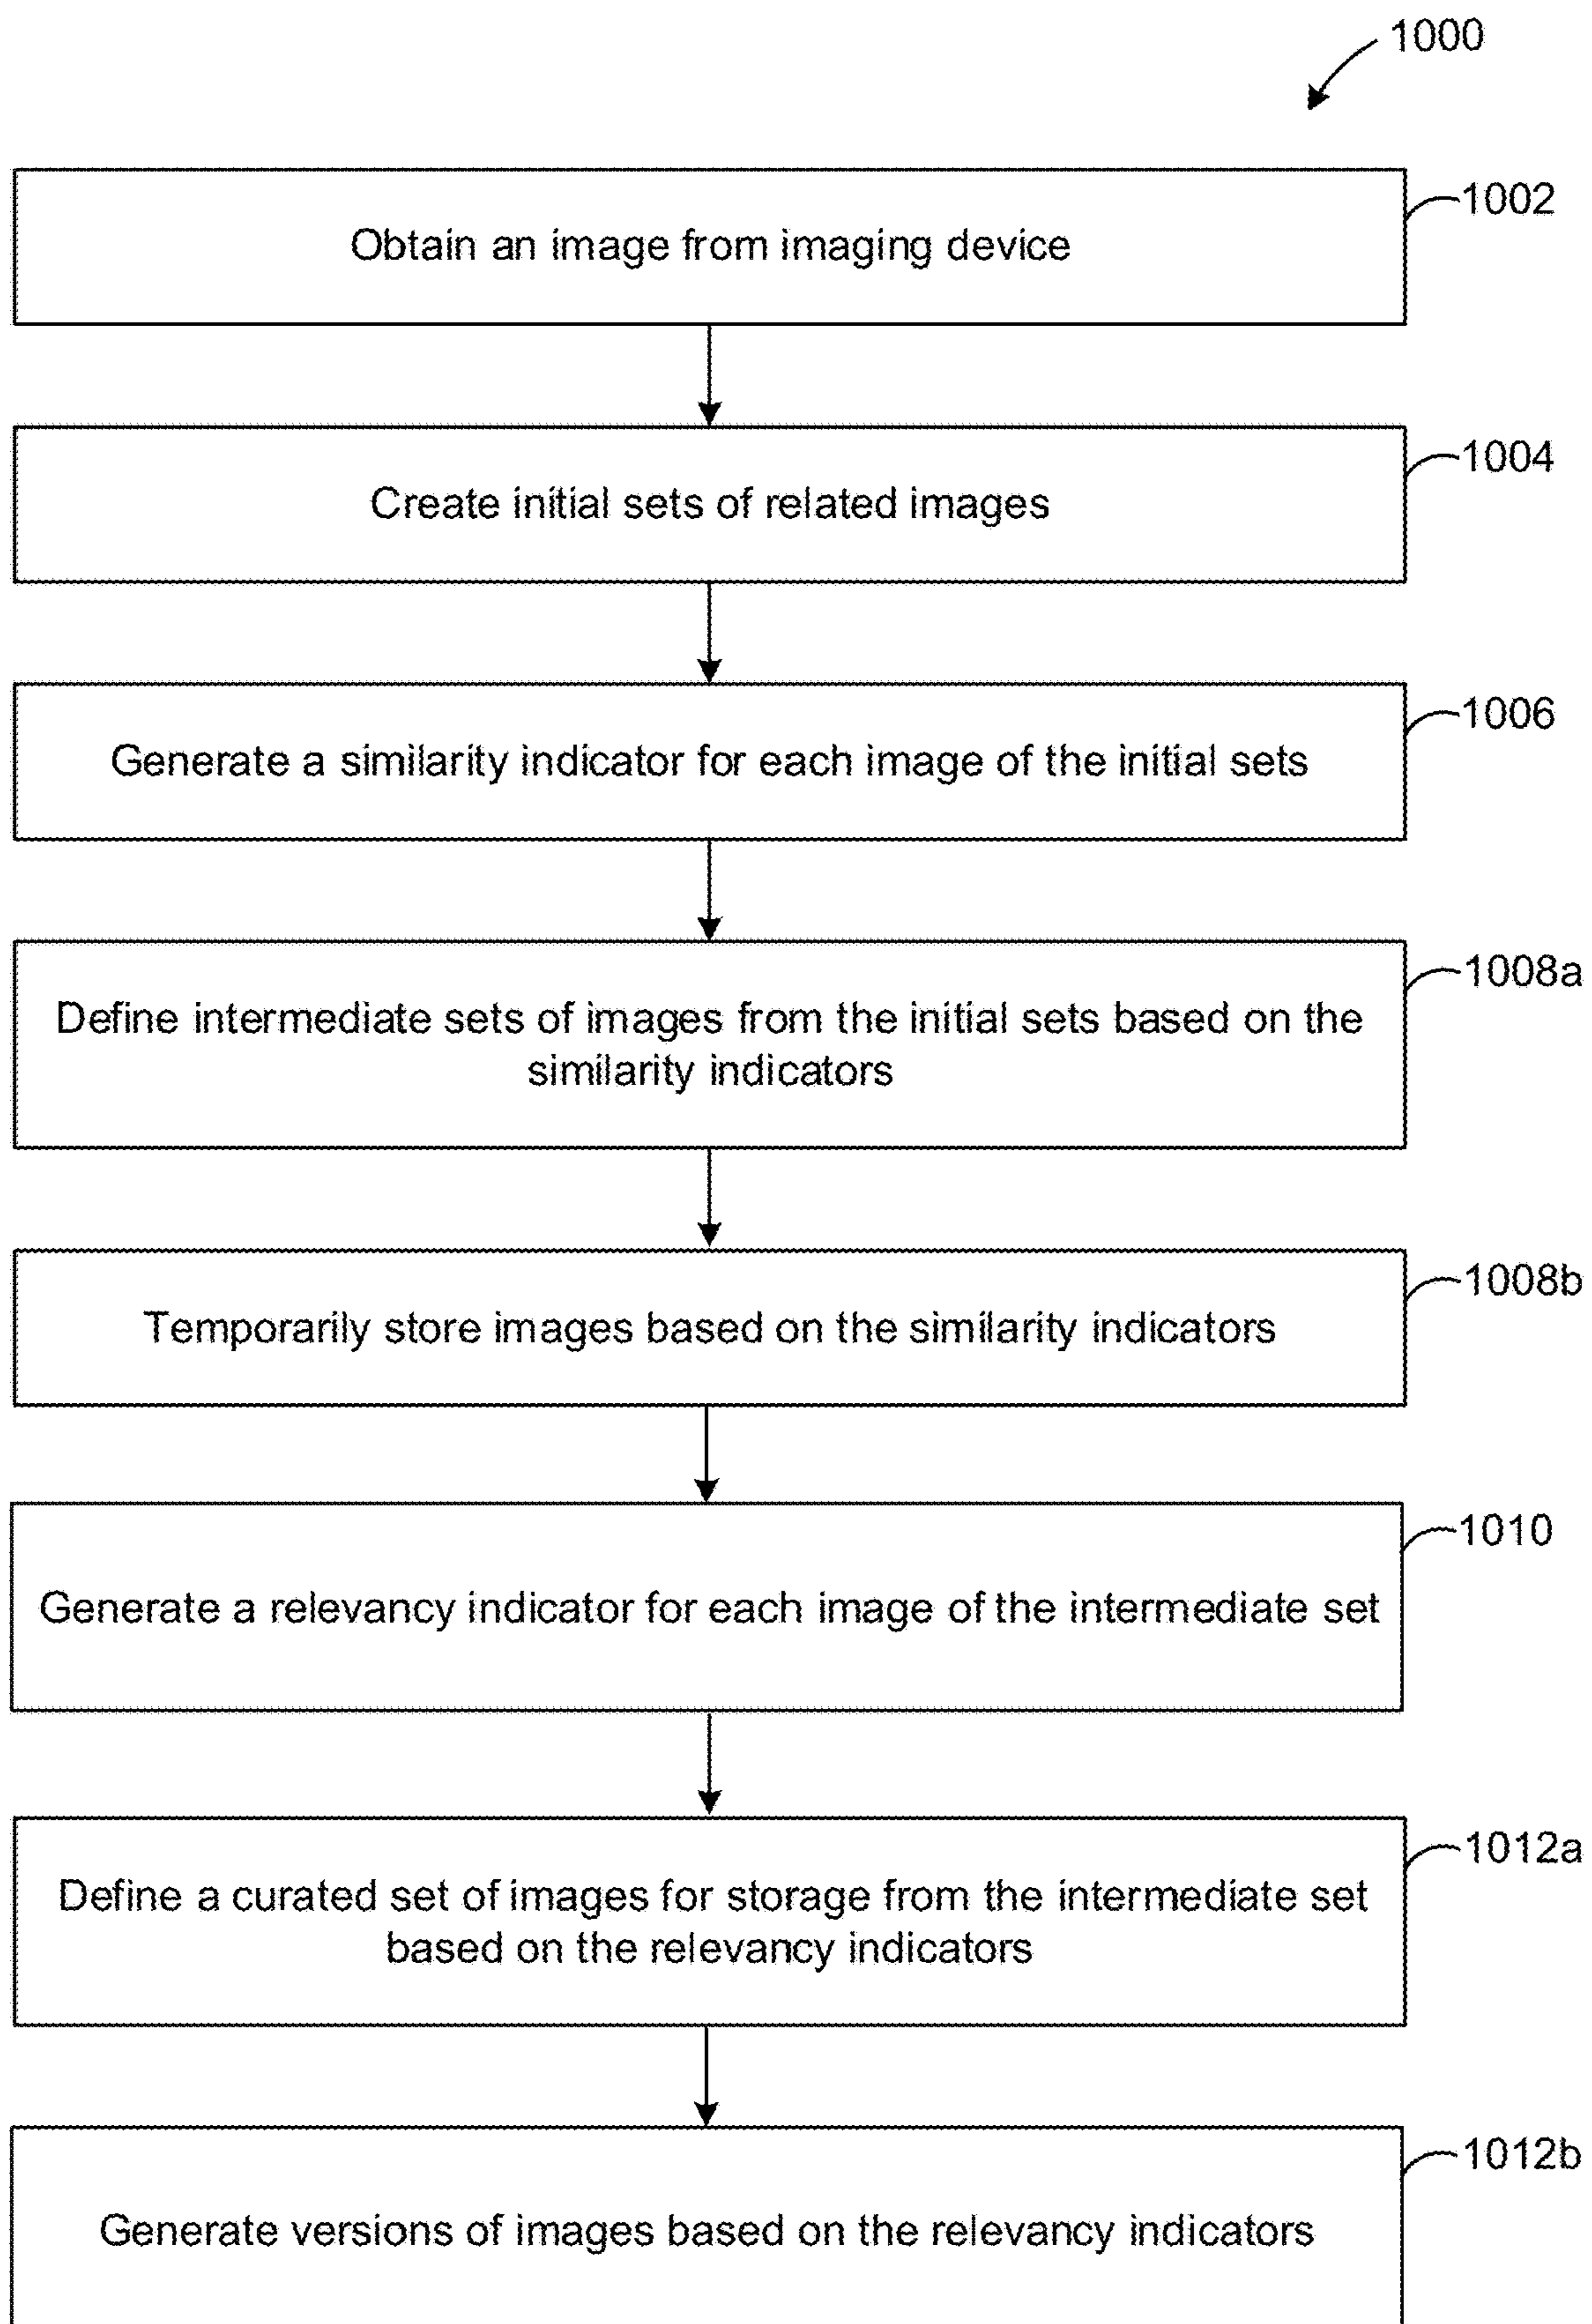 1000
1002
Obtain an image from imaging device
1004
Create initial sets of related images
1006
Generate a similarity indicator for each image of the initial sets
1008a
Define intermediate sets of images from the initial sets based on the
similarity indicators
1008b
Temporarily store images based on the similarity indicators
1010
Generate a relevancy indicator for each image of the intermediate set
1012a
Define a curated set of images for storage from the intermediate set
based on the relevancy indicators
1012b
Generate versions of images based on the relevancy indicators